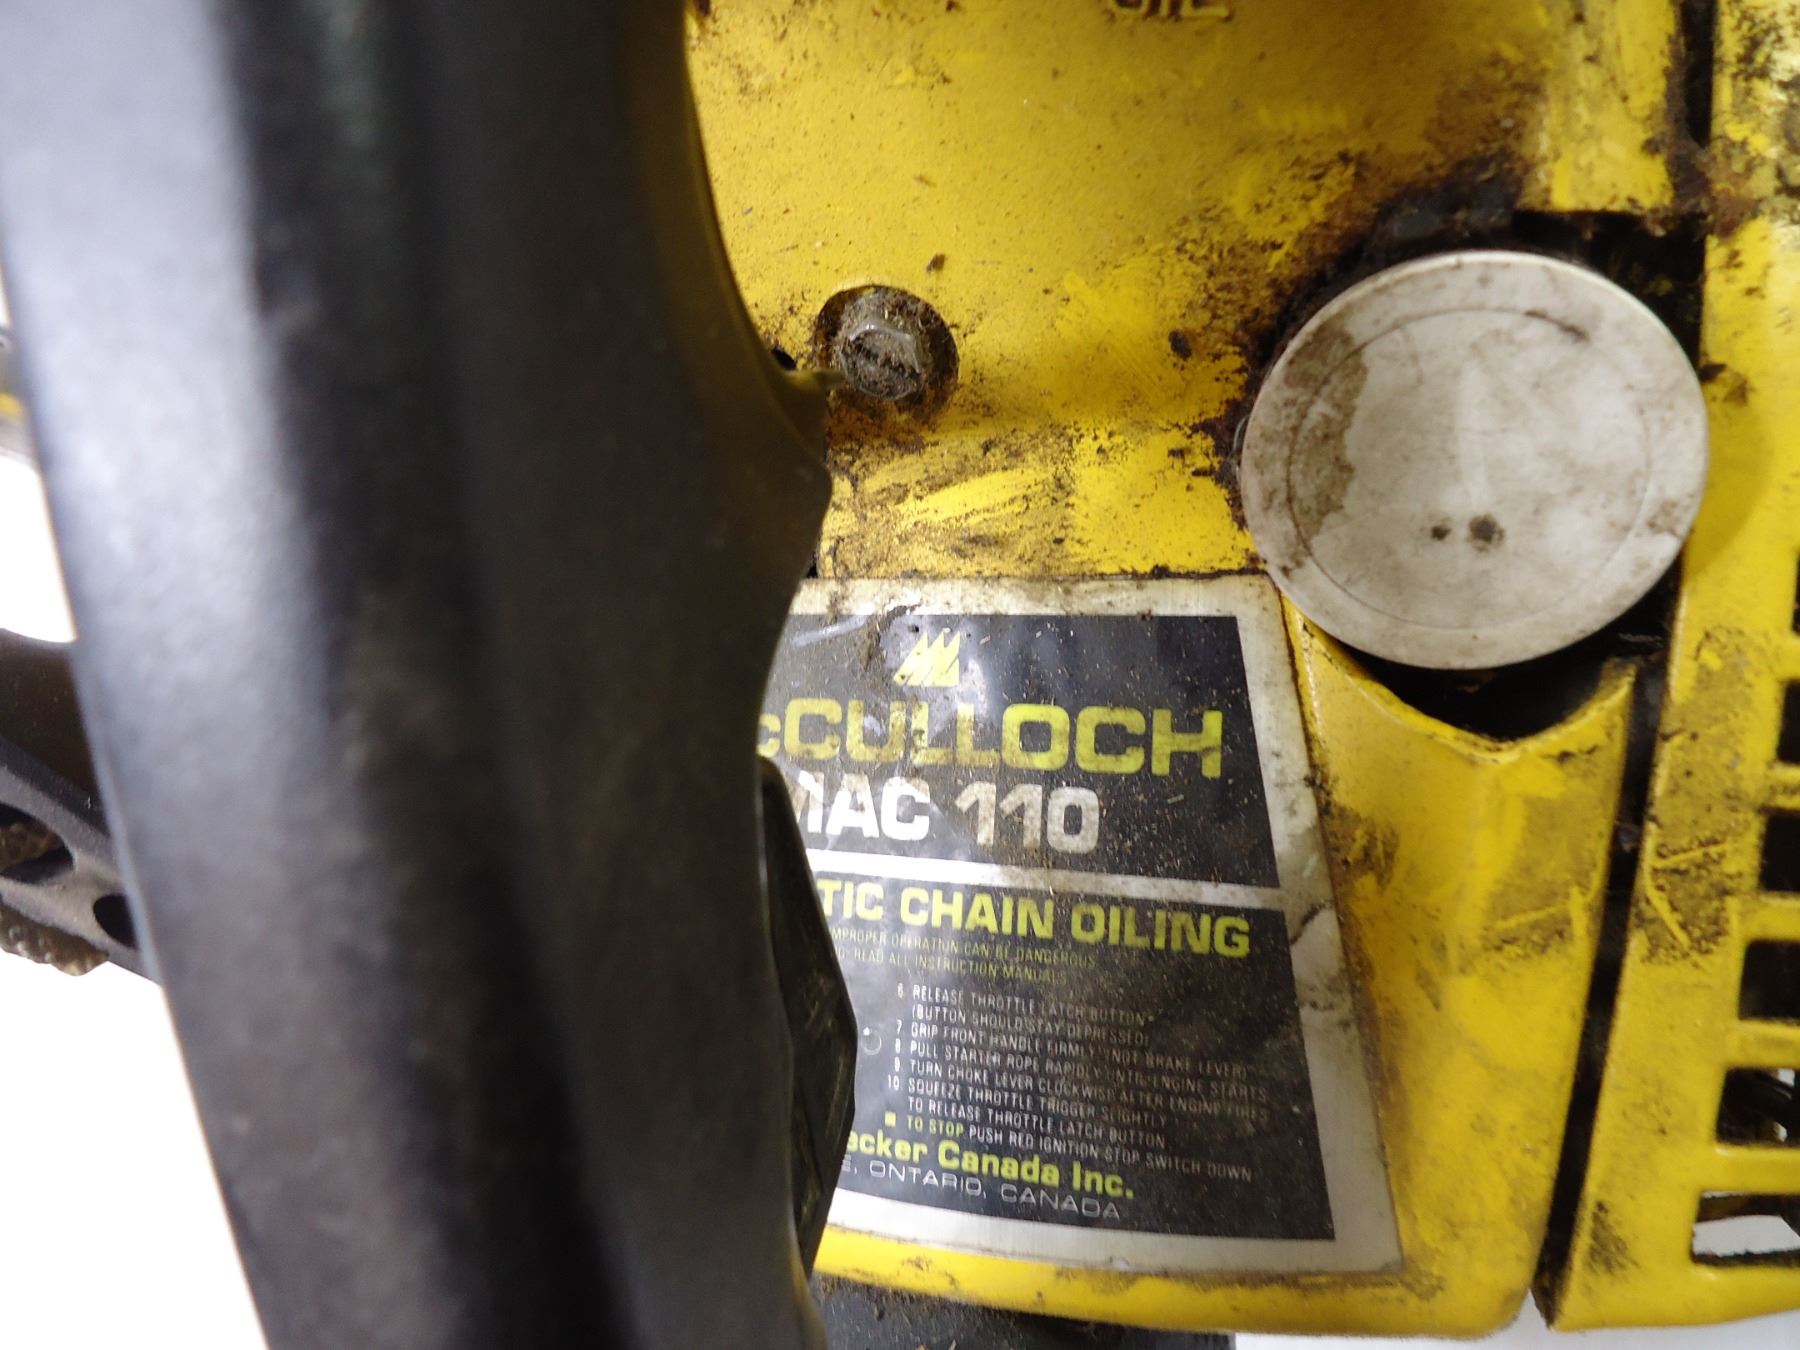 OIL
cCULLOCH
MAC 110
TIC CHAIN OILING
IMPROPER OPERATION CAN BE DANGEROUS
READ ALL INSTRUCTION MANUALS
6 RELEASE THROTTLE LATCH BUTTON
(BUTTON SHOULD STAY DEPRESSED)
7 GRIP FRONT HANDLE FIRMLY (NOT BRAKE LEVER)
8 PULL STARTER ROPE RAPIDLY UNTIL ENGINE STARTS
9 TURN CHOKE LEVER CLOCKWISE AFTER ENGINE FIRES
10 SQUEEZE THROTTLE TRIGGER SLIGHTLY
TO RELEASE THROTTLE LATCH BUTTON
■ TO STOP PUSH RED IGNITION STOP SWITCH DOWN
ecker Canada Inc.
E, ONTARIO, CANADA